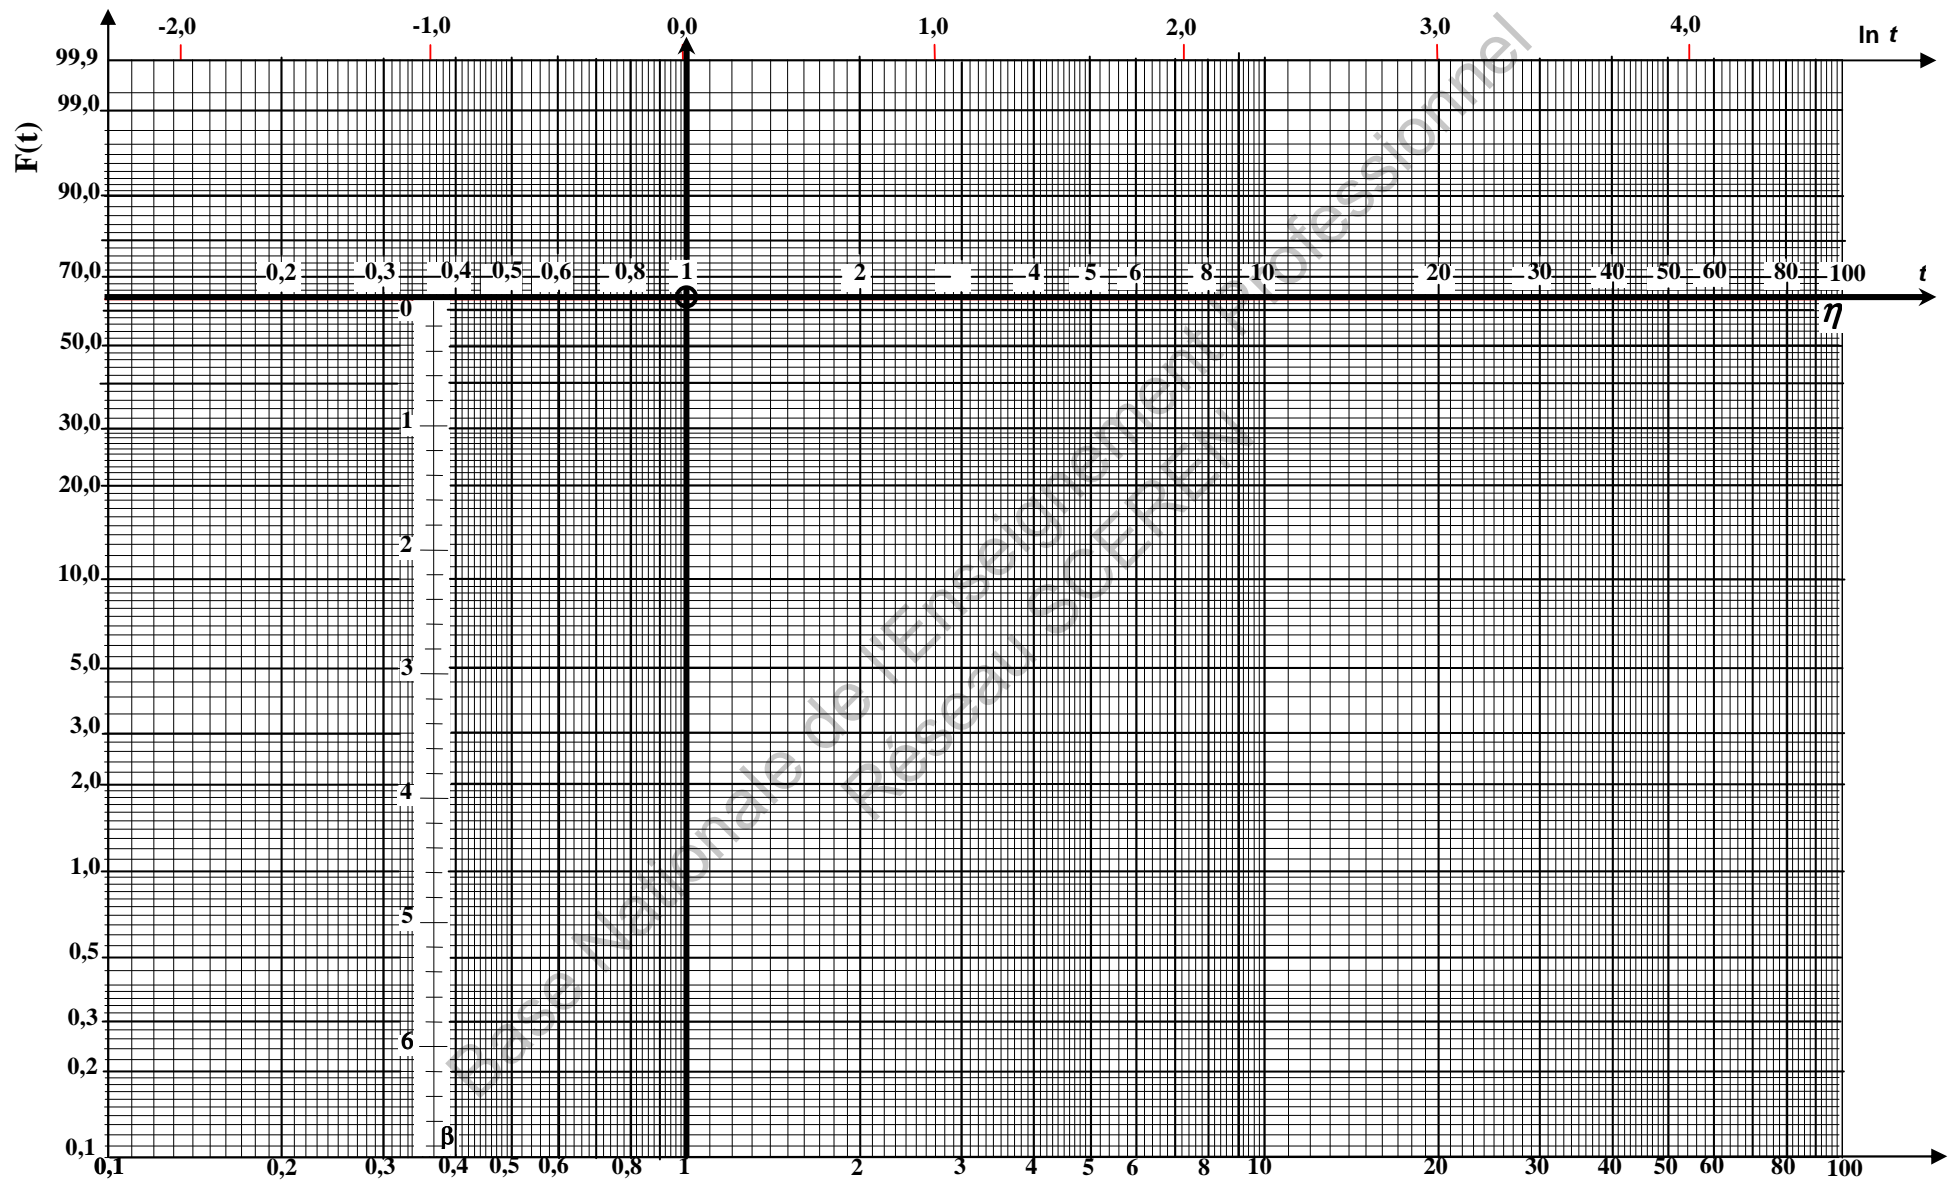 -2,0 -1,0 0,0 1,0 2,0 3,0 4,0 ln t
99,9
99,0
F(t)
90,0
70,0 0,2 0,3 0,4 0,5 0,6 0,8 1 2 4 5 6 8 10 20 30 40 50 60 80 100 t
0 η
50,0
30,0 1
20,0
2
10,0
5,0 3
3,0
2,0 4
1,0
5
0,5
0,3
6
0,2
β
0,1
0,1 0,2 0,3 0,4 0,5 0,6 0,8 1 2 3 4 5 6 8 10 20 30 40 50 60 80 100
Base Nationale de l'Enseignement Professionnel
Réseau SCEREN